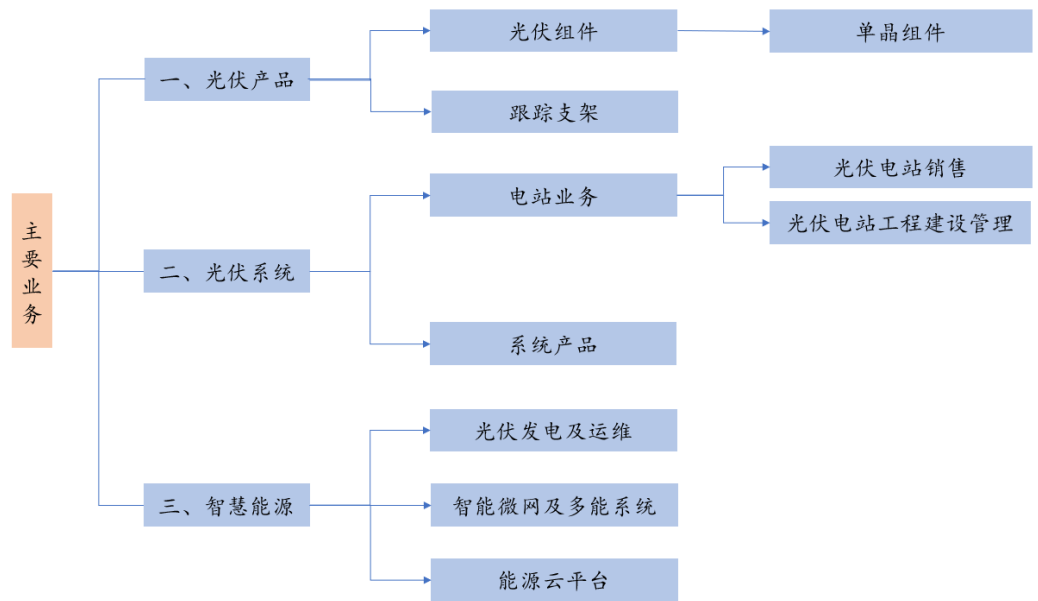 主要业务
一、光伏产品
光伏组件
单晶组件
跟踪支架
二、光伏系统
电站业务
光伏电站销售
光伏电站工程建设管理
系统产品
三、智慧能源
光伏发电及运维
智能微网及多能系统
能源云平台